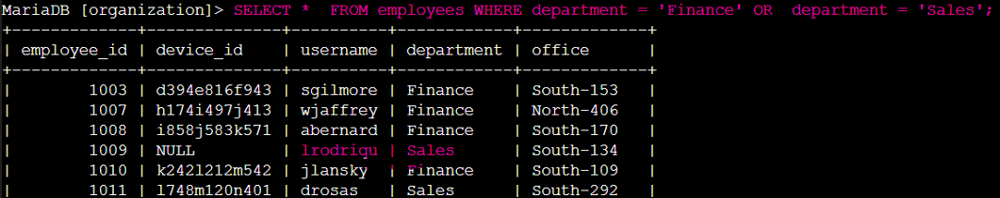 MariaDB [organization]> SELECT *  FROM employees WHERE department = 'Finance' OR  department = 'Sales';
+-------------+--------------+----------+------------+-------------+
| employee_id | device_id    | username | department | office      |
+-------------+--------------+----------+------------+-------------+
|        1003 | d394e816f943 | sgilmore | Finance    | South-153   |
|        1007 | h174i497j413 | wjaffrey | Finance    | North-406   |
|        1008 | i858j583k571 | abernard | Finance    | South-170   |
|        1009 | NULL         | lrodriqu | Sales      | South-134   |
|        1010 | k242l212m542 | jlansky  | Finance    | South-109   |
|        1011 | l748m120n401 | drosas   | Sales      | South-292   |